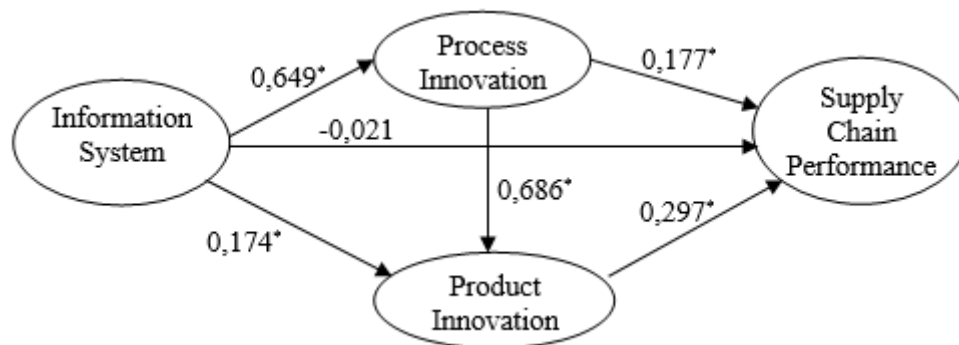 Process
Innovation
0,649*
0,177*
Information
System
-0,021
Supply
Chain
Performance
0,686*
0,174*
0,297*
Product
Innovation